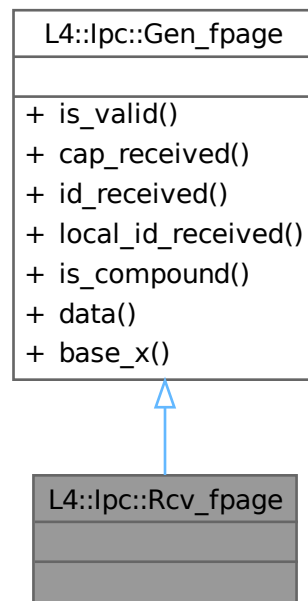 L4::Ipc::Gen_fpage
+ is_valid()
+ cap_received()
+ id_received()
+ local_id_received()
+ is_compound()
+ data()
+ base_x()
L4::Ipc::Rcv_fpage